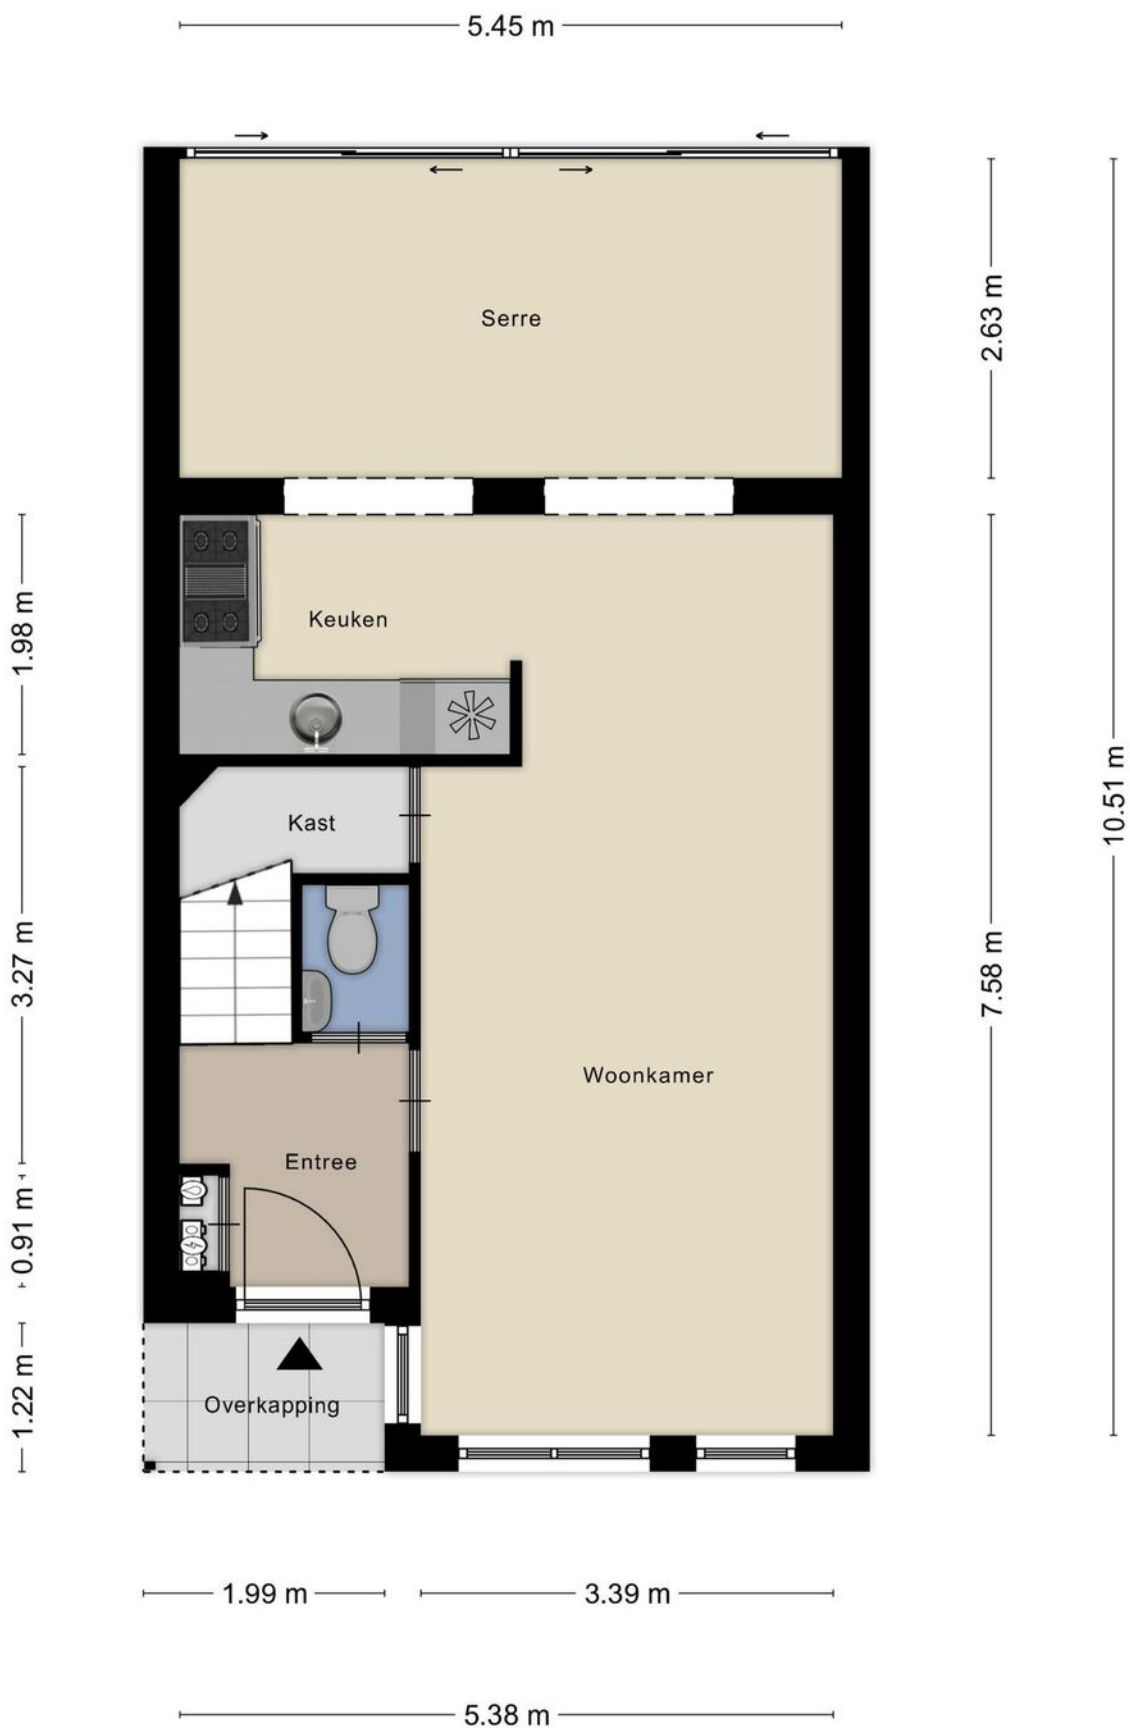 5.45 m
Serre
2.63 m
Keuken
1.98 m
10.51 m
Kast
3.27 m
7.58 m
Woonkamer
Entree
0.91 m
1.22 m
Overkapping
1.99 m
3.39 m
5.38 m